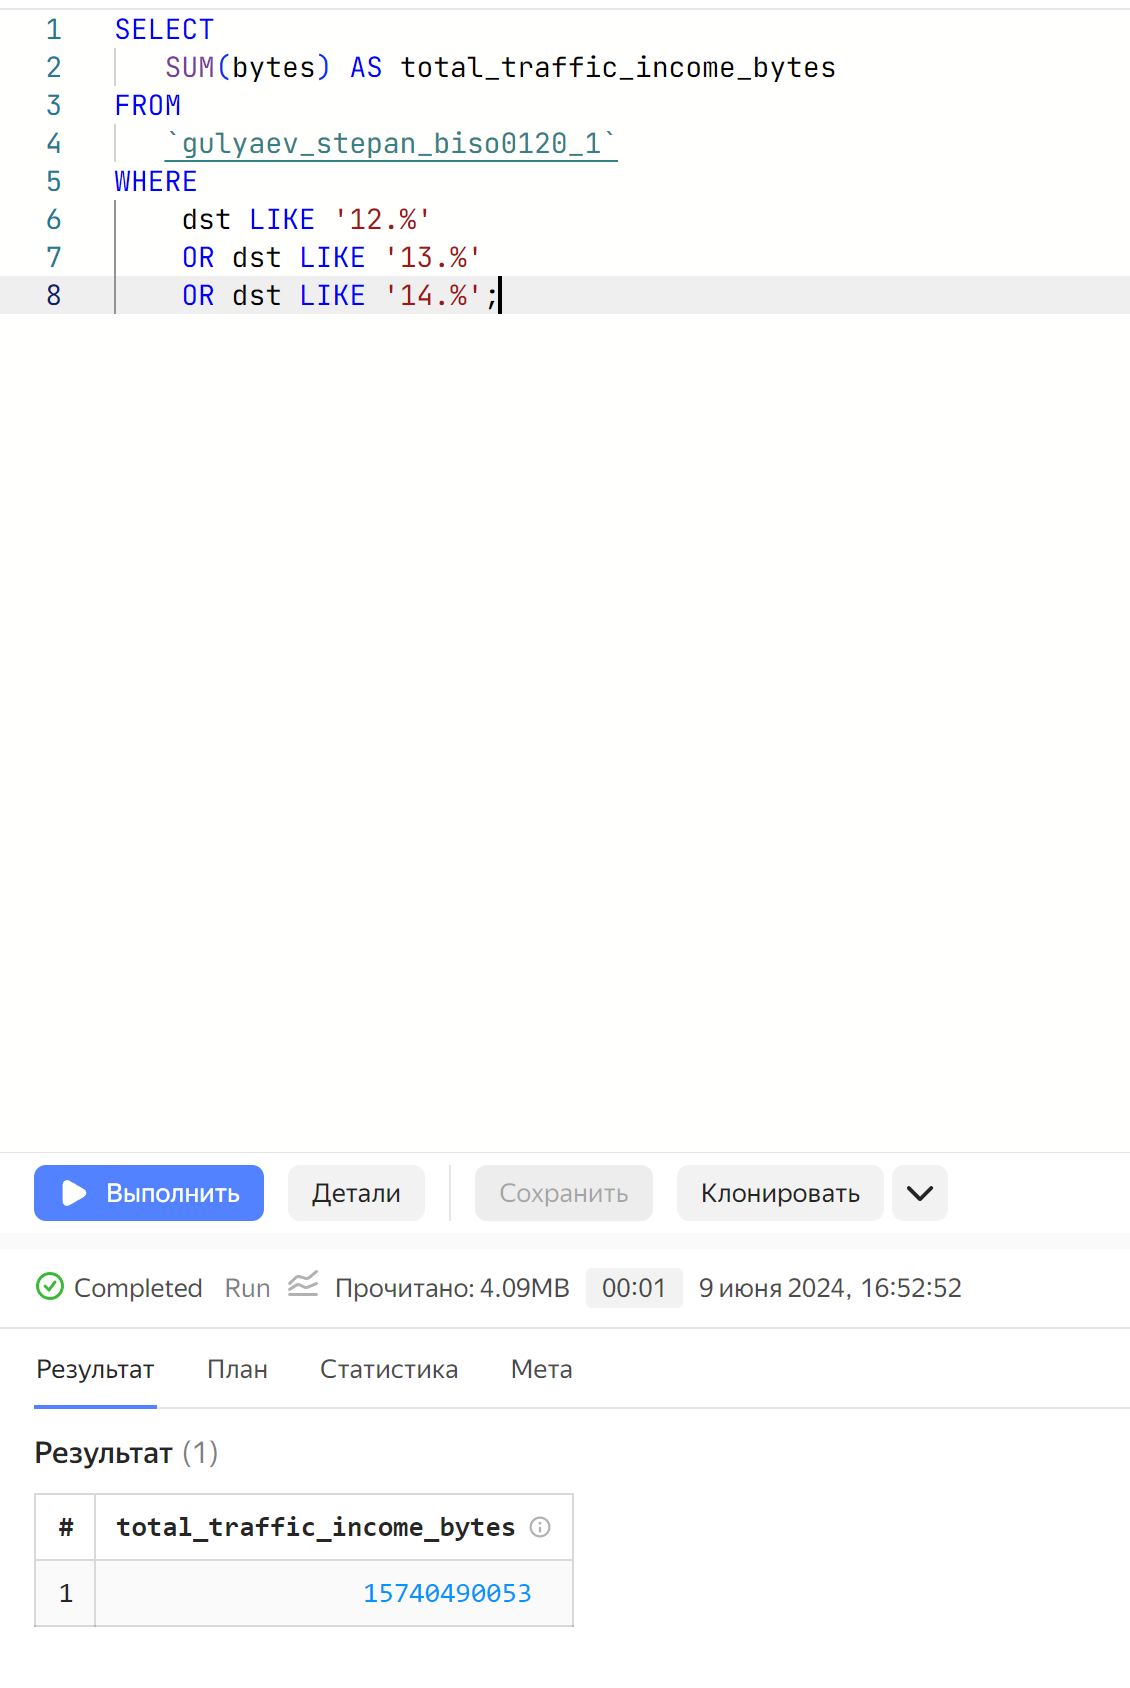 1 SELECT
2 SUM(bytes) AS total_traffic_income_bytes
3 FROM
4 `gulyaev_stepan_biso0120_1`
5 WHERE
6 dst LIKE '12.%'
7 OR dst LIKE '13.%'
8 OR dst LIKE '14.%';
Выполнить Детали Сохранить Клонировать
Completed Run Прочитано: 4.09MB 00:01 9 июня 2024, 16:52:52
Результат План Статистика Мета
Результат (1)
# total_traffic_income_bytes
1 15740490053